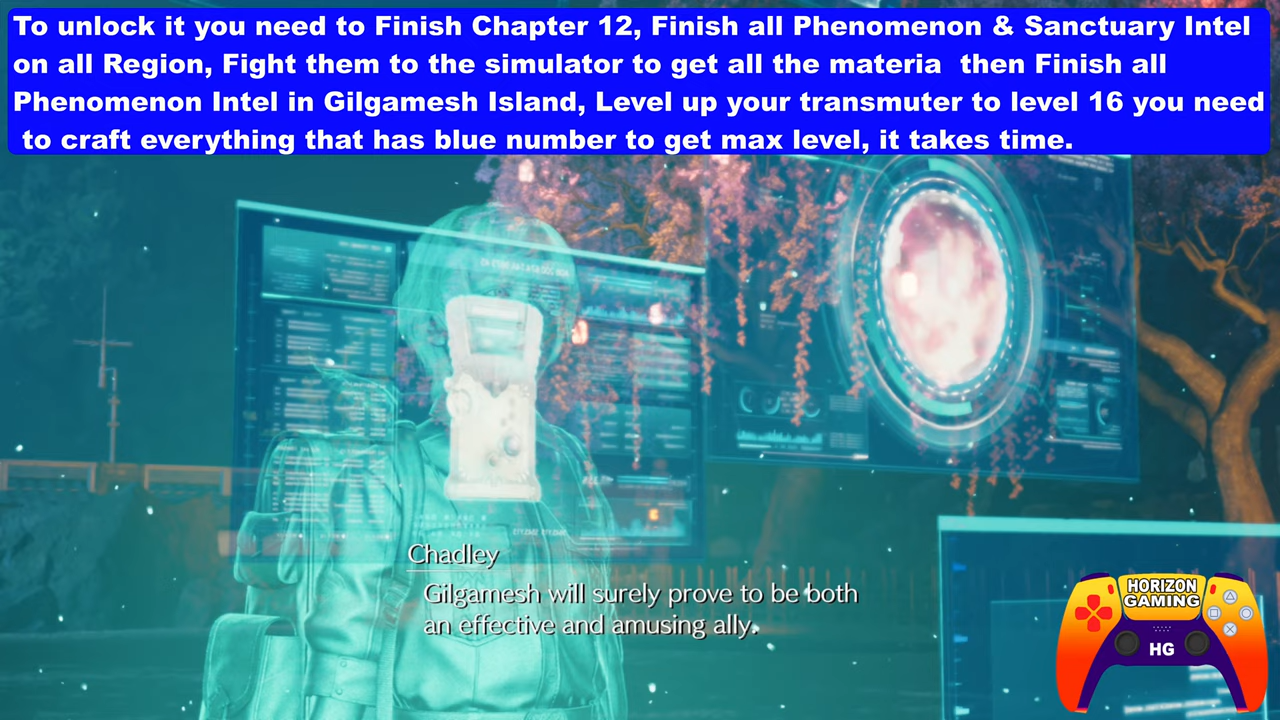 To unlock it you need to Finish Chapter 12, Finish all Phenomenon & Sanctuary Intel
on all Region, Fight them to the simulator to get all the materia  then Finish all
Phenomenon Intel in Gilgamesh Island, Level up your transmuter to level 16 you need
to craft everything that has blue number to get max level, it takes time.
Chadley
Gilgamesh will surely prove to be both
an effective and amusing ally.
HORIZON
GAMING
HG